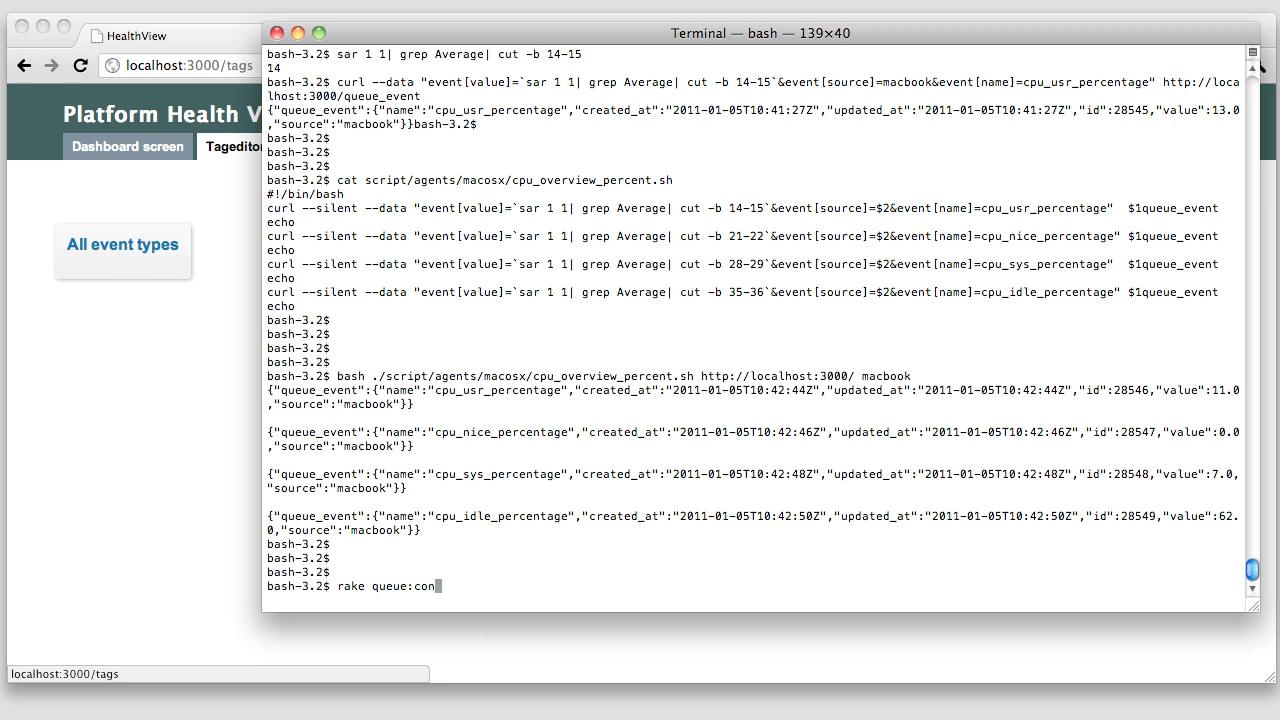 HealthView
localhost:3000/tags
Platform Health V
Dashboard screen
Tageditor
All event types
localhost:3000/tags
Terminal — bash — 139×40
bash-3.2$ sar 1 1| grep Average| cut -b 14-15
14
bash-3.2$ curl --data "event[value]=`sar 1 1| grep Average| cut -b 14-15`&event[source]=macbook&event[name]=cpu_usr_percentage" http://loca
lhost:3000/queue_event
{"queue_event":{"name":"cpu_usr_percentage","created_at":"2011-01-05T10:41:27Z","updated_at":"2011-01-05T10:41:27Z","id":28545,"value":13.0
,"source":"macbook"}}bash-3.2$
bash-3.2$
bash-3.2$
bash-3.2$
bash-3.2$ cat script/agents/macosx/cpu_overview_percent.sh
#!/bin/bash
curl --silent --data "event[value]=`sar 1 1| grep Average| cut -b 14-15`&event[source]=$2&event[name]=cpu_usr_percentage"  $1queue_event
echo
curl --silent --data "event[value]=`sar 1 1| grep Average| cut -b 21-22`&event[source]=$2&event[name]=cpu_nice_percentage" $1queue_event
echo
curl --silent --data "event[value]=`sar 1 1| grep Average| cut -b 28-29`&event[source]=$2&event[name]=cpu_sys_percentage"  $1queue_event
echo
curl --silent --data "event[value]=`sar 1 1| grep Average| cut -b 35-36`&event[source]=$2&event[name]=cpu_idle_percentage" $1queue_event
echo
bash-3.2$
bash-3.2$
bash-3.2$
bash-3.2$
bash-3.2$ bash ./script/agents/macosx/cpu_overview_percent.sh http://localhost:3000/ macbook
{"queue_event":{"name":"cpu_usr_percentage","created_at":"2011-01-05T10:42:44Z","updated_at":"2011-01-05T10:42:44Z","id":28546,"value":11.0
,"source":"macbook"}}
{"queue_event":{"name":"cpu_nice_percentage","created_at":"2011-01-05T10:42:46Z","updated_at":"2011-01-05T10:42:46Z","id":28547,"value":0.0
,"source":"macbook"}}
{"queue_event":{"name":"cpu_sys_percentage","created_at":"2011-01-05T10:42:48Z","updated_at":"2011-01-05T10:42:48Z","id":28548,"value":7.0,
"source":"macbook"}}
{"queue_event":{"name":"cpu_idle_percentage","created_at":"2011-01-05T10:42:50Z","updated_at":"2011-01-05T10:42:50Z","id":28549,"value":62.
0,"source":"macbook"}}
bash-3.2$
bash-3.2$
bash-3.2$
bash-3.2$ rake queue:con